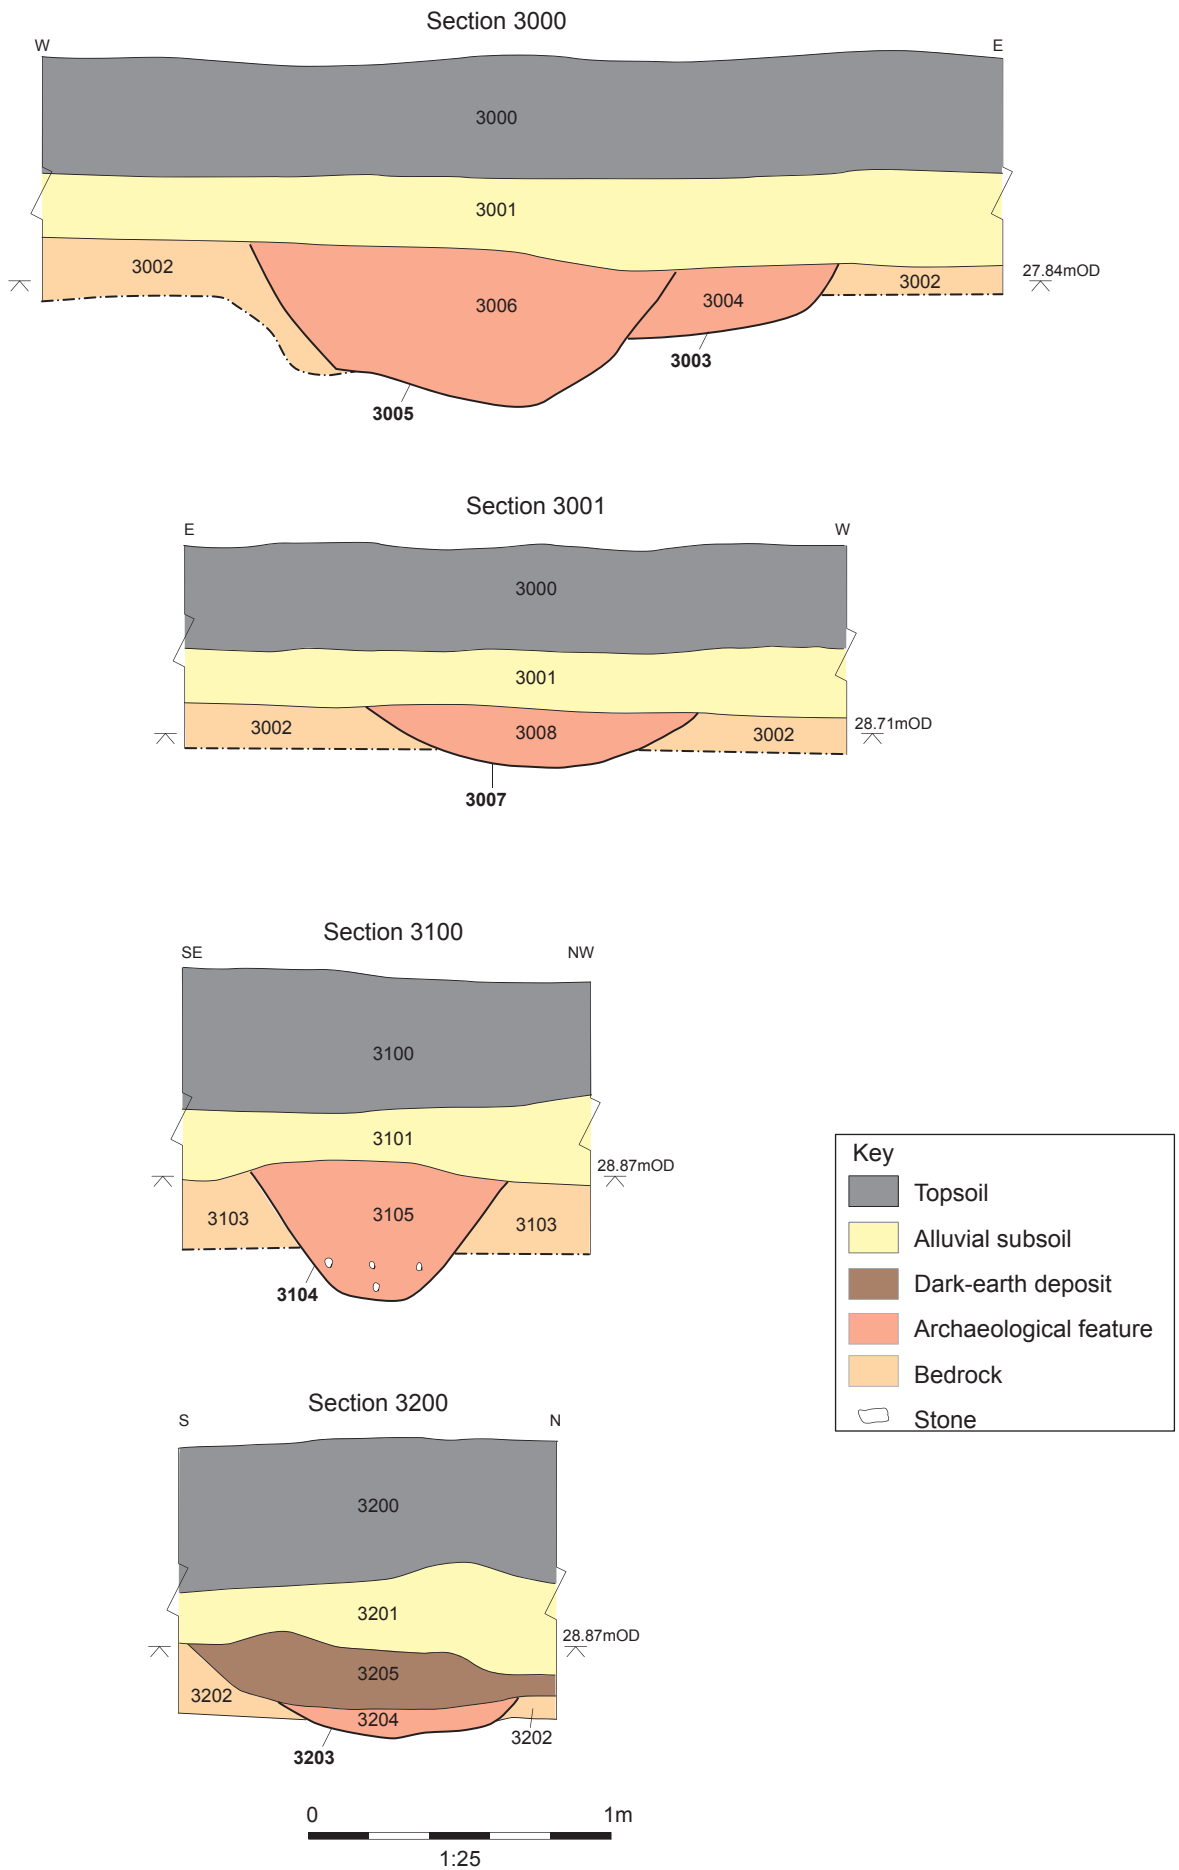 Section 3000
W E
3000
3001
3002
3006
3004
3002
27.84mOD
3003
3005
Section 3001
E W
3000
3001
3002
3008
3002
28.71mOD
3007
Section 3100
SE NW
3100
3101
28.87mOD
3103
3105
3103
3104
Key
Topsoil
Alluvial subsoil
Dark-earth deposit
Archaeological feature
Bedrock
Stone
Section 3200
S N
3200
3201
28.87mOD
3205
3202
3204
3202
3203
0 1m
1:25